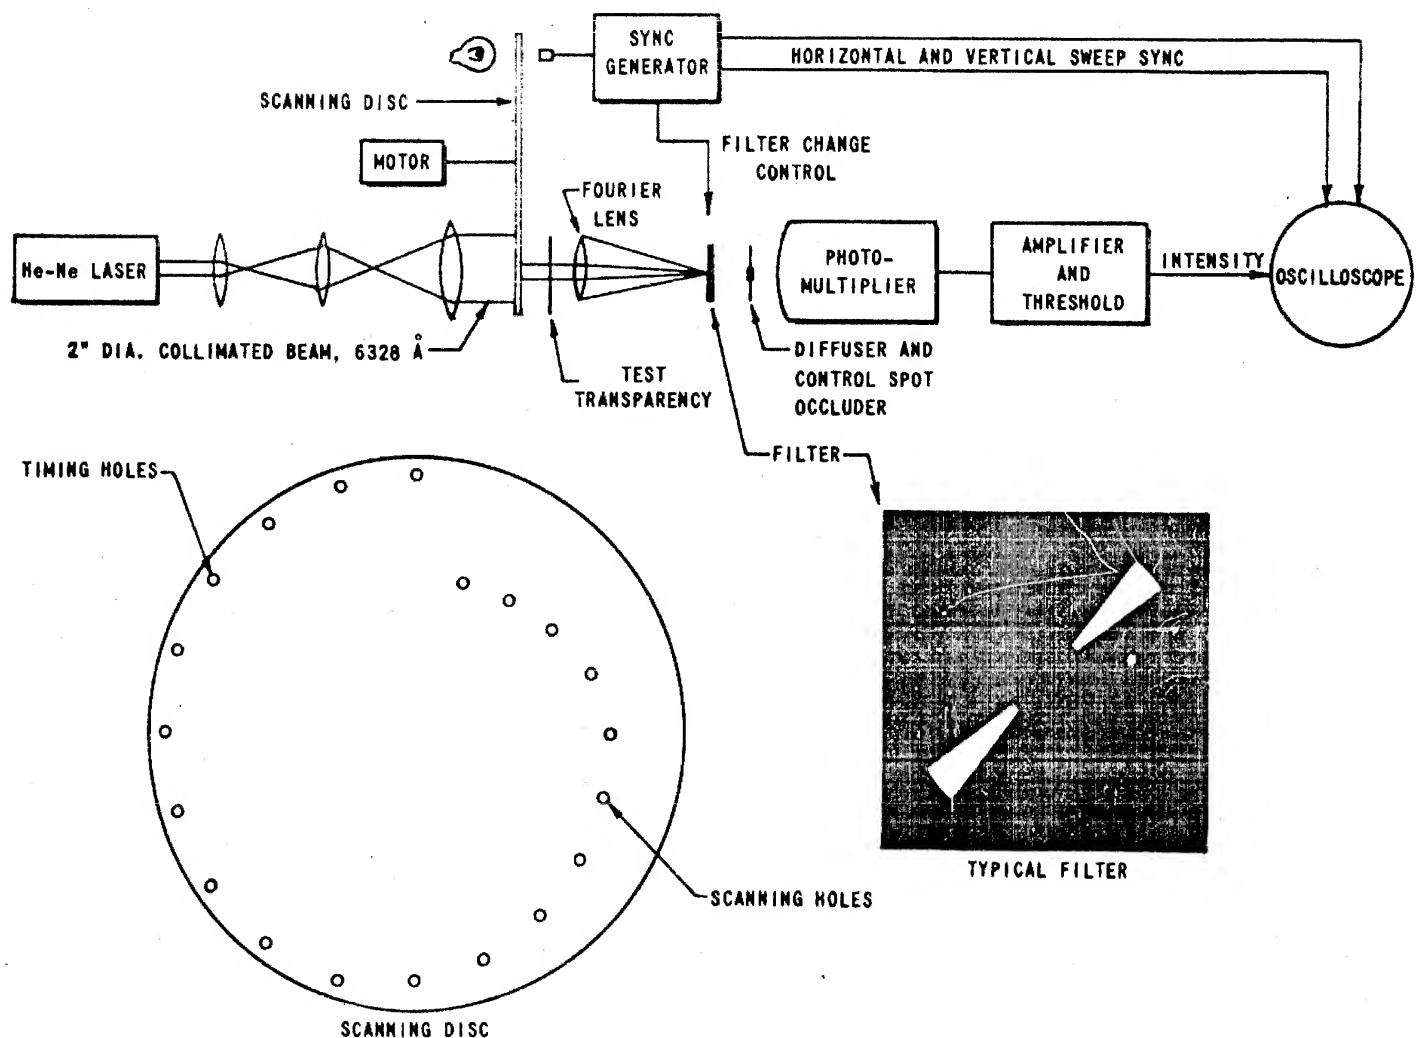 SYNC
GENERATOR
HORIZONTAL AND VERTICAL SWEEP SYNC
SCANNING DISC
MOTOR
FILTER CHANGE
CONTROL
FOURIER
LENS
He-Ne LASER
PHOTO-
MULTIPLIER
AMPLIFIER
AND
THRESHOLD
INTENSITY
OSCILLOSCOPE
2" DIA. COLLIMATED BEAM, 6328 Å
TEST
TRANSPARENCY
DIFFUSER AND
CONTROL SPOT
OCCLUDER
FILTER
TIMING HOLES
TYPICAL FILTER
SCANNING HOLES
SCANNING DISC